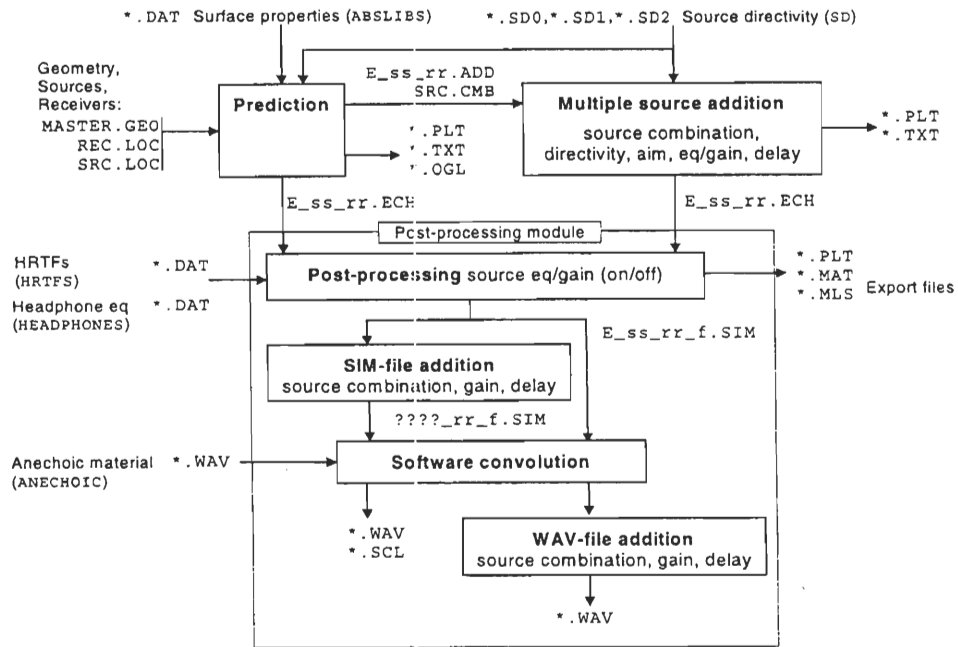 *.DAT Surface properties (ABSLIBS)
*.SD0,*.SD1,*.SD2 Source directivity (SD)
Geometry,
Sources,
Receivers:
MASTER.GEO
REC.LOC
SRC.LOC
Prediction
E_ss_rr.ADD
SRC.CMB
*.PLT
*.TXT
*.OGL
Multiple source addition
source combination,
directivity, aim, eq/gain, delay
*.PLT
*.TXT
E_ss_rr.ECH
E_ss_rr.ECH
Post-processing module
HRTFs
(HRTFS)
*.DAT
Headphone eq
(HEADPHONES)
*.DAT
Post-processing source eq/gain (on/off)
*.PLT
*.MAT
*.MLS
Export files
E_ss_rr_f.SIM
SIM-file addition
source combination, gain, delay
????_rr_f.SIM
Anechoic material
(ANECHOIC)
*.WAV
Software convolution
*.WAV
*.SCL
WAV-file addition
source combination, gain, delay
*.WAV